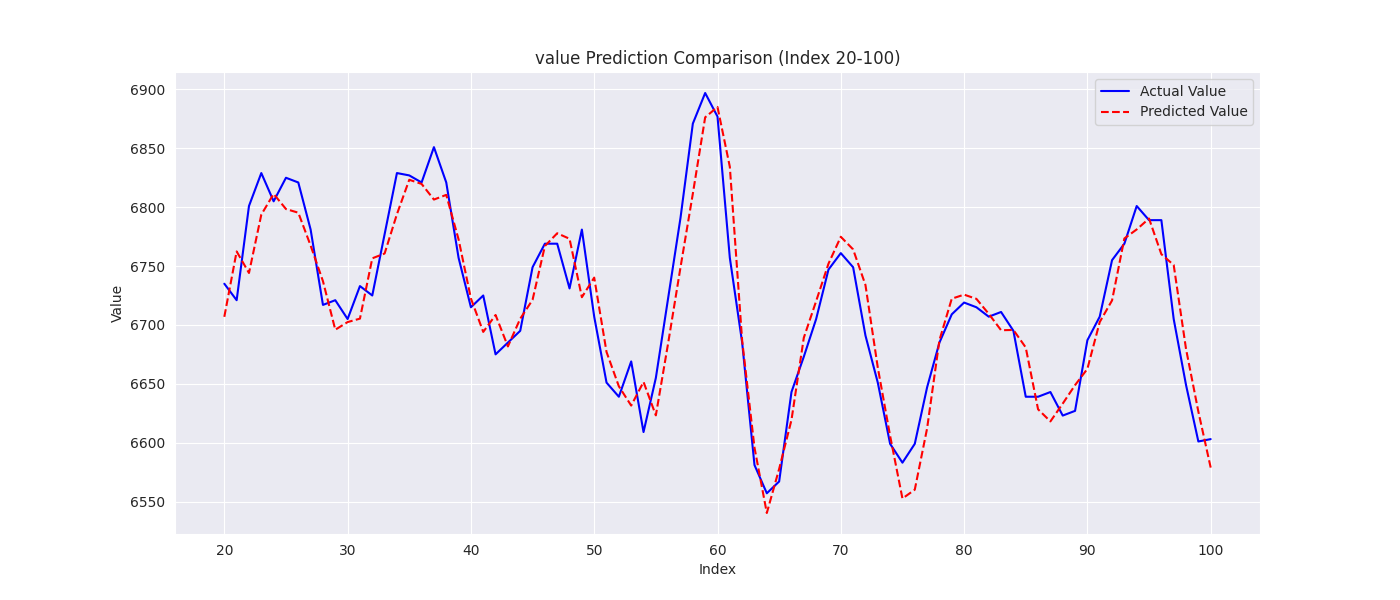 value Prediction Comparison (Index 20-100)
Actual Value
Predicted Value
Value
6900
6850
6800
6750
6700
6650
6600
6550
20 30 40 50 60 70 80 90 100
Index